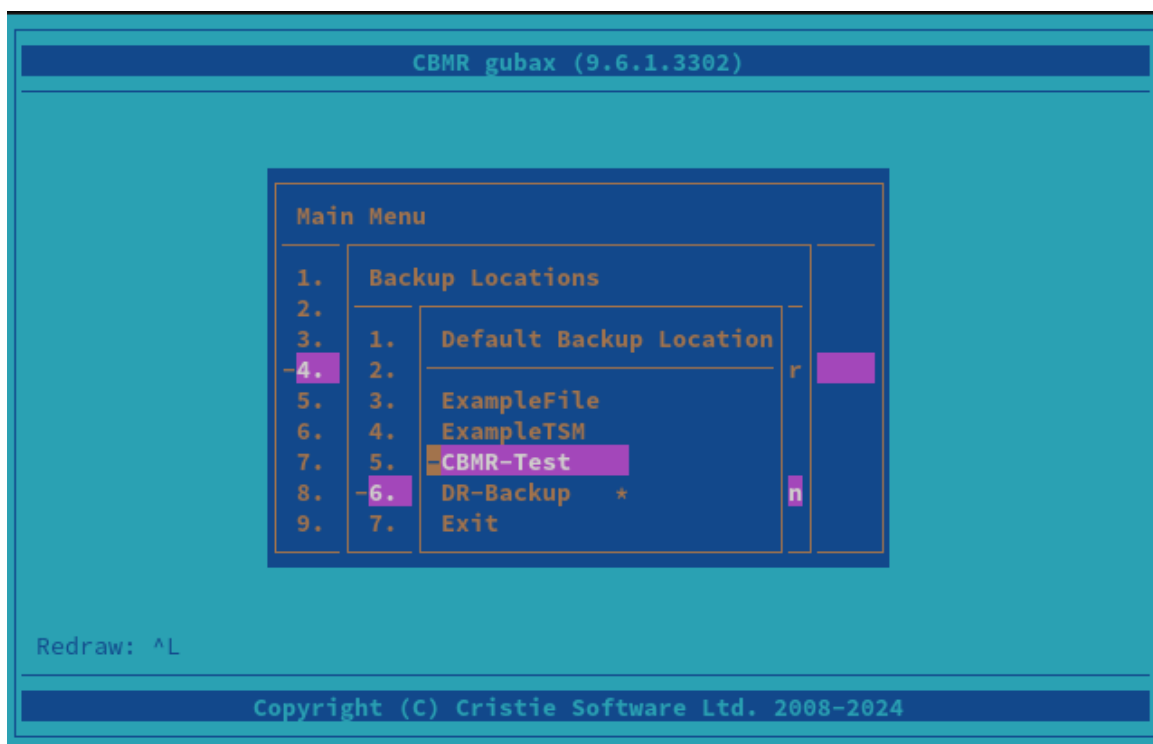 CBMR gubax (9.6.1.3302)
Main Menu
1. Backup Locations
2.
3. 1. Default Backup Location
-4. 2. r
5. 3. ExampleFile
6. 4. ExampleTSM
7. 5. -CBMR-Test
8. -6. DR-Backup * n
9. 7. Exit
Redraw: ^L
Copyright (C) Cristie Software Ltd. 2008-2024